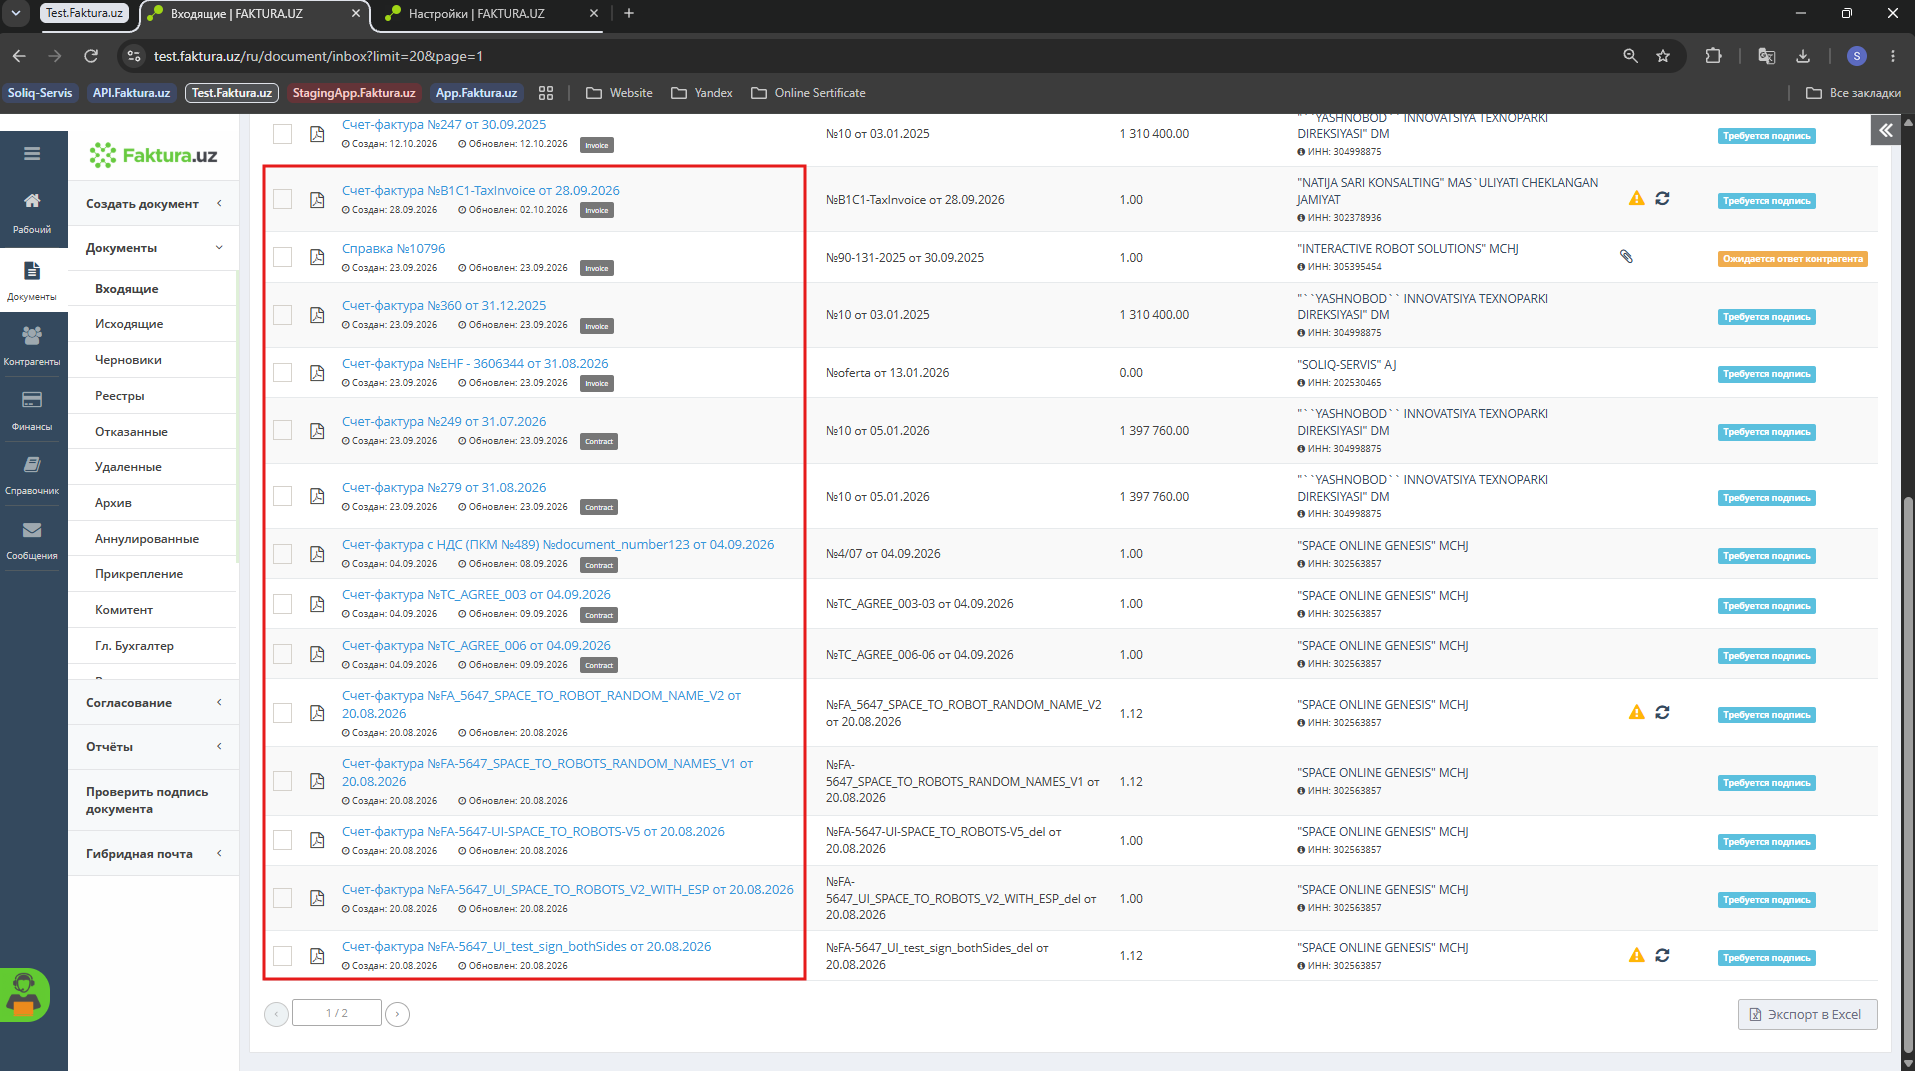 Test.Faktura.uz
Входящие | FAKTURA.UZ
Настройки | FAKTURA.UZ
test.faktura.uz/ru/document/inbox?limit=20&page=1
S
Soliq-Servis
API.Faktura.uz
Test.Faktura.uz
StagingApp.Faktura.uz
App.Faktura.uz
Website
Yandex
Online Sertificate
Все закладки
Рабочий
Документы
Контрагенты
Финансы
Справочник
Сообщения
Faktura.uz
Создать документ
Документы
Входящие
Исходящие
Черновики
Реестры
Отказанные
Удаленные
Архив
Аннулированные
Прикрепление
Комитент
Гл. Бухгалтер
Согласование
Отчёты
Проверить подпись
документа
Гибридная почта
Счет-фактура №247 от 30.09.2025
Создан: 12.10.2026 Обновлен: 12.10.2026 Invoice
№10 от 03.01.2025
1 310 400.00
"``YASHNOBOD`` INNOVATSIYA TEXNOPARKI
DIREKSIYASI" DM
ИНН: 304998875
Требуется подпись
Счет-фактура №B1C1-TaxInvoice от 28.09.2026
Создан: 28.09.2026 Обновлен: 02.10.2026 Invoice
№B1C1-TaxInvoice от 28.09.2026
1.00
"NATIJA SARI KONSALTING" MAS`ULIYATI CHEKLANGAN
JAMIYAT
ИНН: 302378936
Требуется подпись
Справка №10796
Создан: 23.09.2026 Обновлен: 23.09.2026 Invoice
№90-131-2025 от 30.09.2025
1.00
"INTERACTIVE ROBOT SOLUTIONS" MCHJ
ИНН: 305395454
Ожидается ответ контрагента
Счет-фактура №360 от 31.12.2025
Создан: 23.09.2026 Обновлен: 23.09.2026 Invoice
№10 от 03.01.2025
1 310 400.00
"``YASHNOBOD`` INNOVATSIYA TEXNOPARKI
DIREKSIYASI" DM
ИНН: 304998875
Требуется подпись
Счет-фактура №EHF - 3606344 от 31.08.2026
Создан: 23.09.2026 Обновлен: 23.09.2026 Invoice
№oferta от 13.01.2026
0.00
"SOLIQ-SERVIS" AJ
ИНН: 202530465
Требуется подпись
Счет-фактура №249 от 31.07.2026
Создан: 23.09.2026 Обновлен: 23.09.2026 Contract
№10 от 05.01.2026
1 397 760.00
"``YASHNOBOD`` INNOVATSIYA TEXNOPARKI
DIREKSIYASI" DM
ИНН: 304998875
Требуется подпись
Счет-фактура №279 от 31.08.2026
Создан: 23.09.2026 Обновлен: 23.09.2026 Contract
№10 от 05.01.2026
1 397 760.00
"``YASHNOBOD`` INNOVATSIYA TEXNOPARKI
DIREKSIYASI" DM
ИНН: 304998875
Требуется подпись
Счет-фактура с НДС (ПКМ №489) №document_number123 от 04.09.2026
Создан: 04.09.2026 Обновлен: 08.09.2026 Contract
№4/07 от 04.09.2026
1.00
"SPACE ONLINE GENESIS" MCHJ
ИНН: 302563857
Требуется подпись
Счет-фактура №TC_AGREE_003 от 04.09.2026
Создан: 04.09.2026 Обновлен: 09.09.2026 Contract
№TC_AGREE_003-03 от 04.09.2026
1.00
"SPACE ONLINE GENESIS" MCHJ
ИНН: 302563857
Требуется подпись
Счет-фактура №TC_AGREE_006 от 04.09.2026
Создан: 04.09.2026 Обновлен: 09.09.2026 Contract
№TC_AGREE_006-06 от 04.09.2026
1.00
"SPACE ONLINE GENESIS" MCHJ
ИНН: 302563857
Требуется подпись
Счет-фактура №FA_5647_SPACE_TO_ROBOT_RANDOM_NAME_V2 от
20.08.2026
Создан: 20.08.2026 Обновлен: 20.08.2026
№FA_5647_SPACE_TO_ROBOT_RANDOM_NAME_V2
от 20.08.2026
1.12
"SPACE ONLINE GENESIS" MCHJ
ИНН: 302563857
Требуется подпись
Счет-фактура №FA-5647_SPACE_TO_ROBOTS_RANDOM_NAMES_V1 от
20.08.2026
Создан: 20.08.2026 Обновлен: 20.08.2026
№FA-
5647_SPACE_TO_ROBOTS_RANDOM_NAMES_V1 от
20.08.2026
1.12
"SPACE ONLINE GENESIS" MCHJ
ИНН: 302563857
Требуется подпись
Счет-фактура №FA-5647-UI-SPACE_TO_ROBOTS-V5 от 20.08.2026
Создан: 20.08.2026 Обновлен: 20.08.2026
№FA-5647-UI-SPACE_TO_ROBOTS-V5_del от
20.08.2026
1.00
"SPACE ONLINE GENESIS" MCHJ
ИНН: 302563857
Требуется подпись
Счет-фактура №FA-5647_UI_SPACE_TO_ROBOTS_V2_WITH_ESP от 20.08.2026
Создан: 20.08.2026 Обновлен: 20.08.2026
№FA-
5647_UI_SPACE_TO_ROBOTS_V2_WITH_ESP_del от
20.08.2026
1.00
"SPACE ONLINE GENESIS" MCHJ
ИНН: 302563857
Требуется подпись
Счет-фактура №FA-5647_UI_test_sign_bothSides от 20.08.2026
Создан: 20.08.2026 Обновлен: 20.08.2026
№FA-5647_UI_test_sign_bothSides_del от
20.08.2026
1.12
"SPACE ONLINE GENESIS" MCHJ
ИНН: 302563857
Требуется подпись
1 / 2
Экспорт в Excel